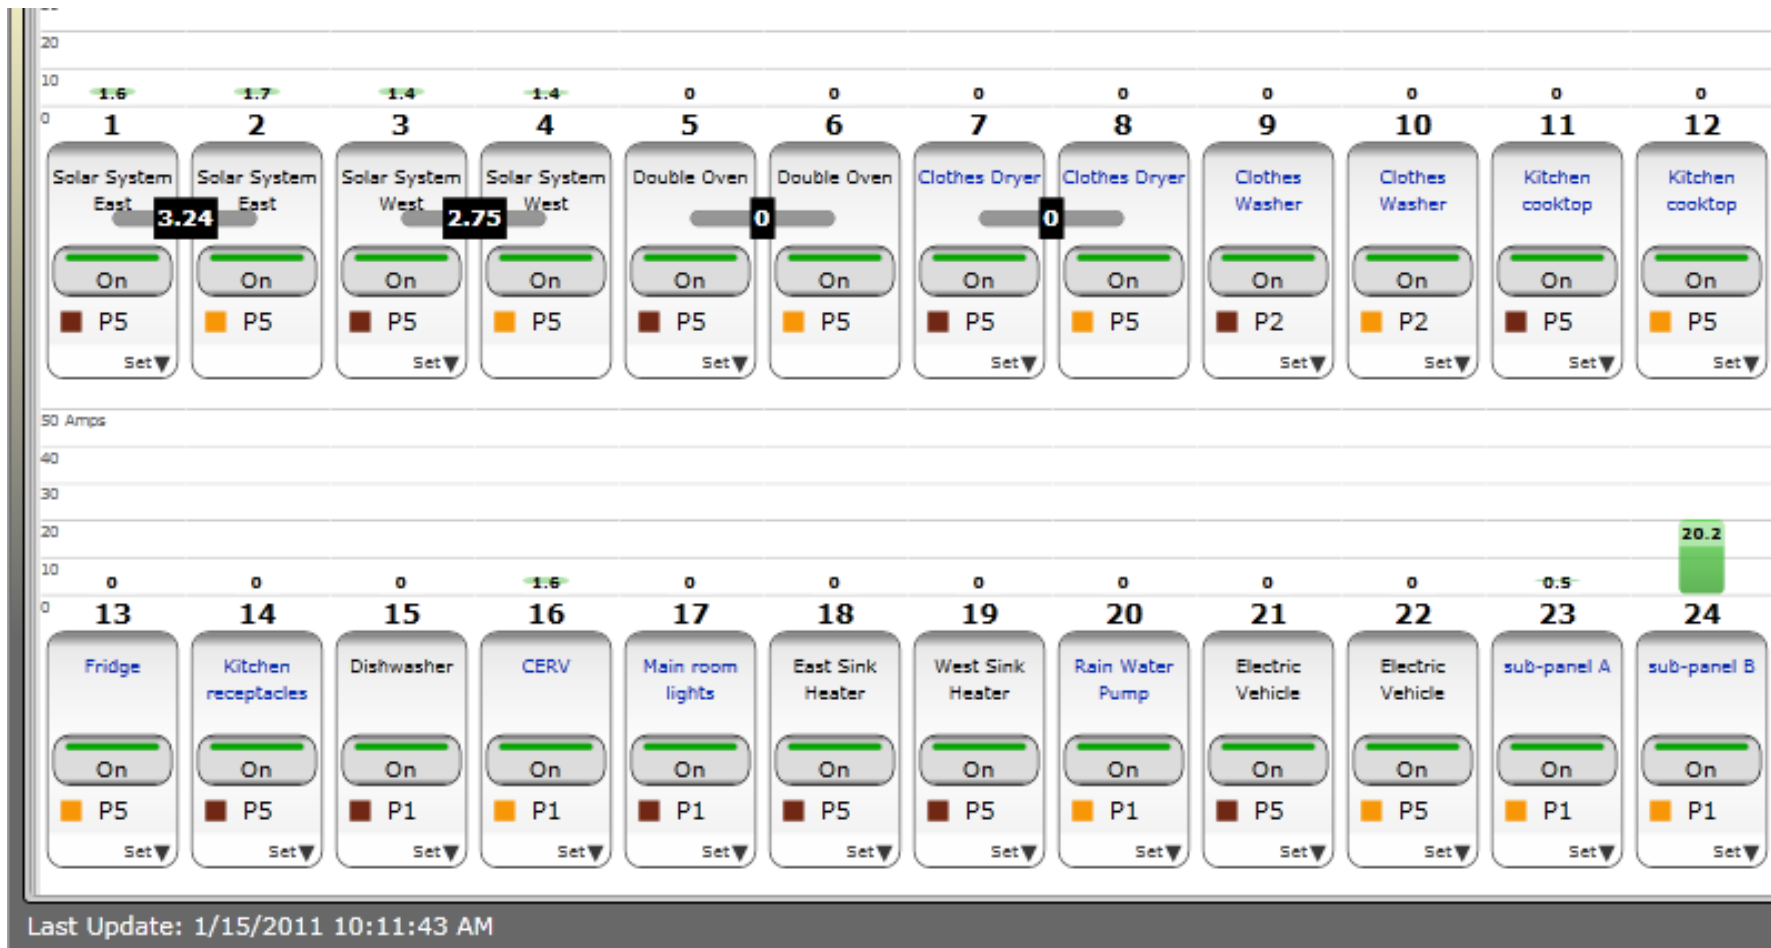 20
10
1.6 1.7 1.4 1.4 0 0 0 0 0 0 0 0
0
1 2 3 4 5 6 7 8 9 10 11 12
Solar System Solar System Solar System Solar System Double Oven Double Oven Clothes Dryer Clothes Dryer Clothes Clothes Kitchen Kitchen
East East West West Washer Washer cooktop cooktop
3.24 2.75 0 0
On On On On On On On On On On On On
P5 P5 P5 P5 P5 P5 P5 P5 P2 P2 P5 P5
Set Set Set Set Set Set Set Set
50 Amps
40
30
20
20.2
10
0 0 0 1.6 0 0 0 0 0 0 0.5
0
13 14 15 16 17 18 19 20 21 22 23 24
Fridge Kitchen Dishwasher CERV Main room East Sink West Sink Rain Water Electric Electric sub-panel A sub-panel B
receptacles lights Heater Heater Pump Vehicle Vehicle
On On On On On On On On On On On On
P5 P5 P1 P1 P1 P5 P5 P1 P5 P5 P1 P1
Set Set Set Set Set Set Set Set Set Set Set Set
Last Update: 1/15/2011 10:11:43 AM